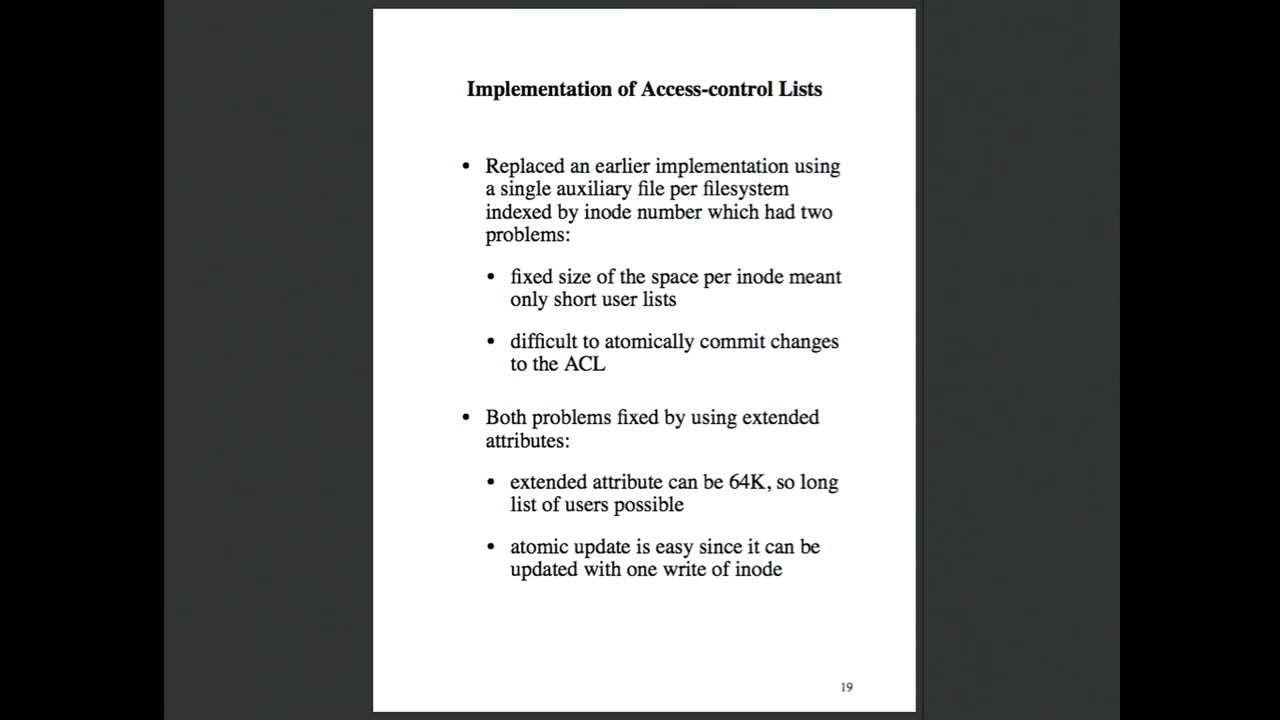 Implementation of Access-control Lists
• Replaced an earlier implementation using
a single auxiliary file per filesystem
indexed by inode number which had two
problems:
• fixed size of the space per inode meant
only short user lists
• difficult to atomically commit changes
to the ACL
• Both problems fixed by using extended
attributes:
• extended attribute can be 64K, so long
list of users possible
• atomic update is easy since it can be
updated with one write of inode
19